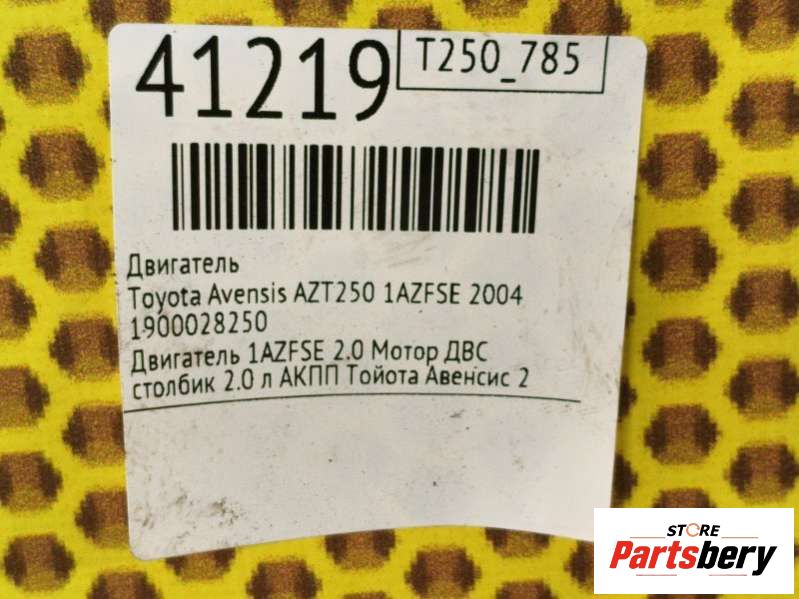 41219
T250_785
Двигатель
Toyota Avensis AZT250 1AZFSE 2004
1900028250
Двигатель 1AZFSE 2.0 Мотор ДВС
столбик 2.0 л АКПП Тойота Авенсис 2
STORE
Partsbery